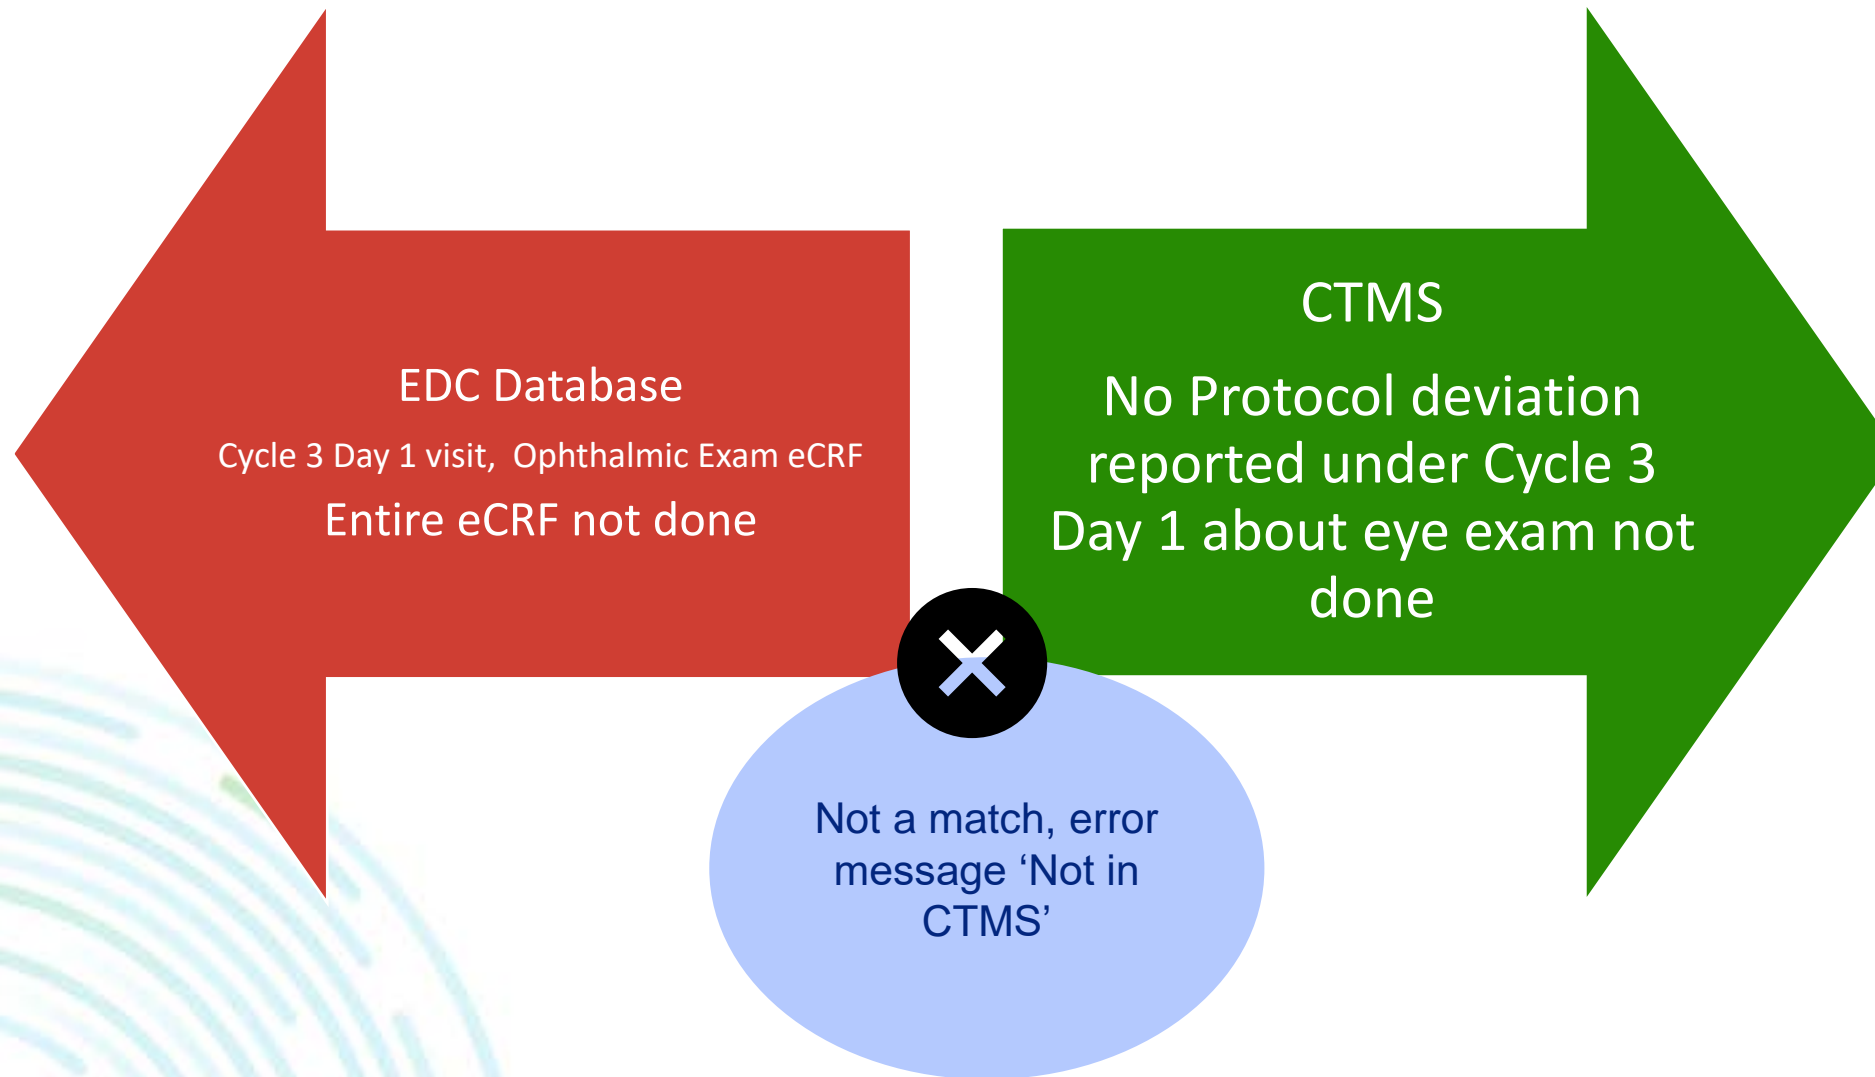 EDC Database
Cycle 3 Day 1 visit, Ophthalmic Exam eCRF
Entire eCRF not done
CTMS
No Protocol deviation
reported under Cycle 3
Day 1 about eye exam not
done
Not a match, error
message ‘Not in
CTMS’